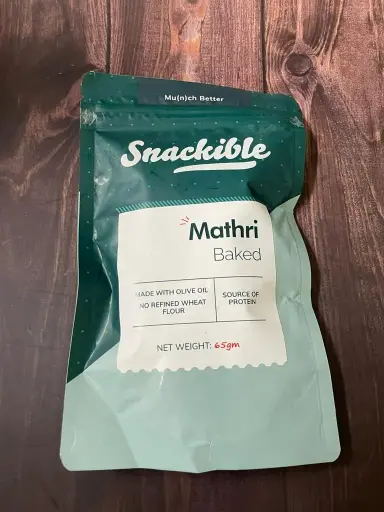 Mu(n)ch Better
Snackible
Mathri
Baked
MADE WITH OLIVE OIL
NO REFINED WHEAT
FLOUR
SOURCE OF
PROTEN
NET WEIGHT: 65gm